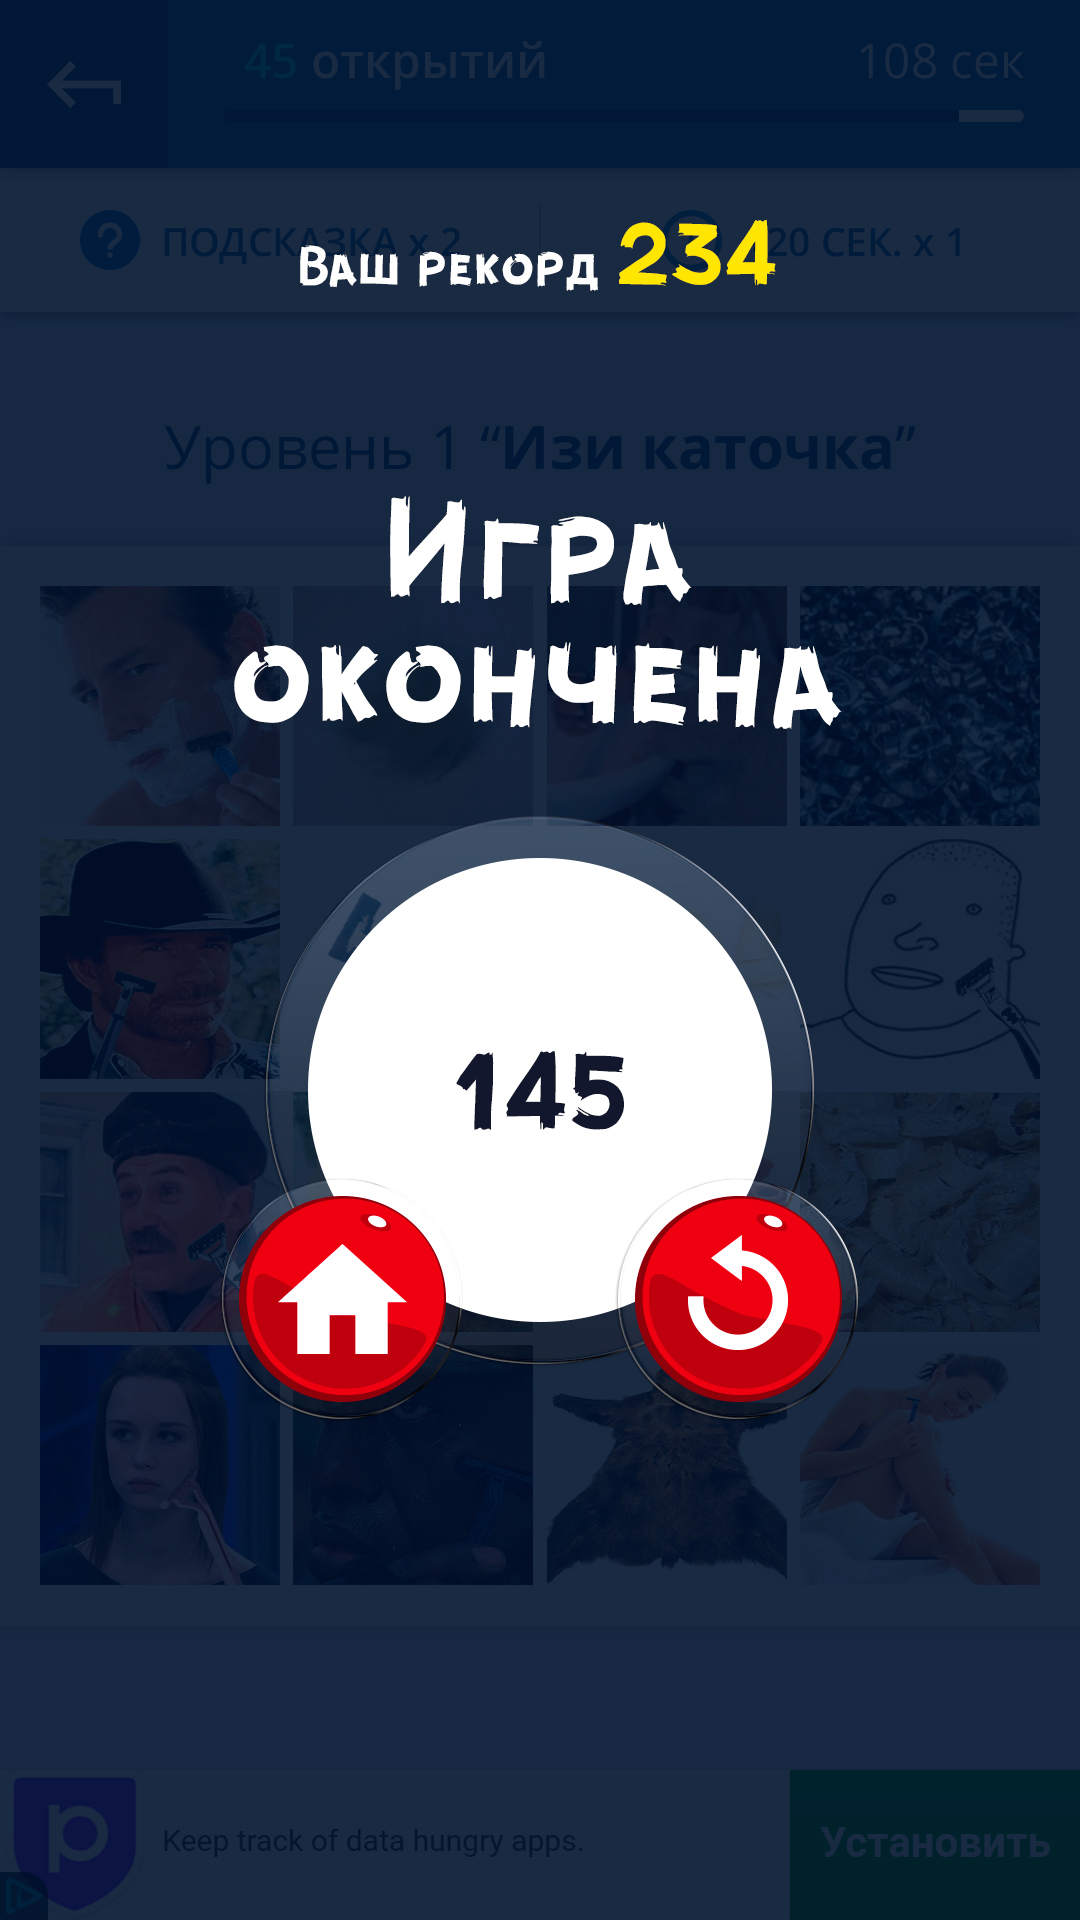 45 открытий
108 сек
ПОДСКАЗКА x 2
20 СЕК. x 1
Ваш рекорд 234
Уровень 1 “Изи каточка”
Игра
окончена
145
Keep track of data hungry apps.
Установить